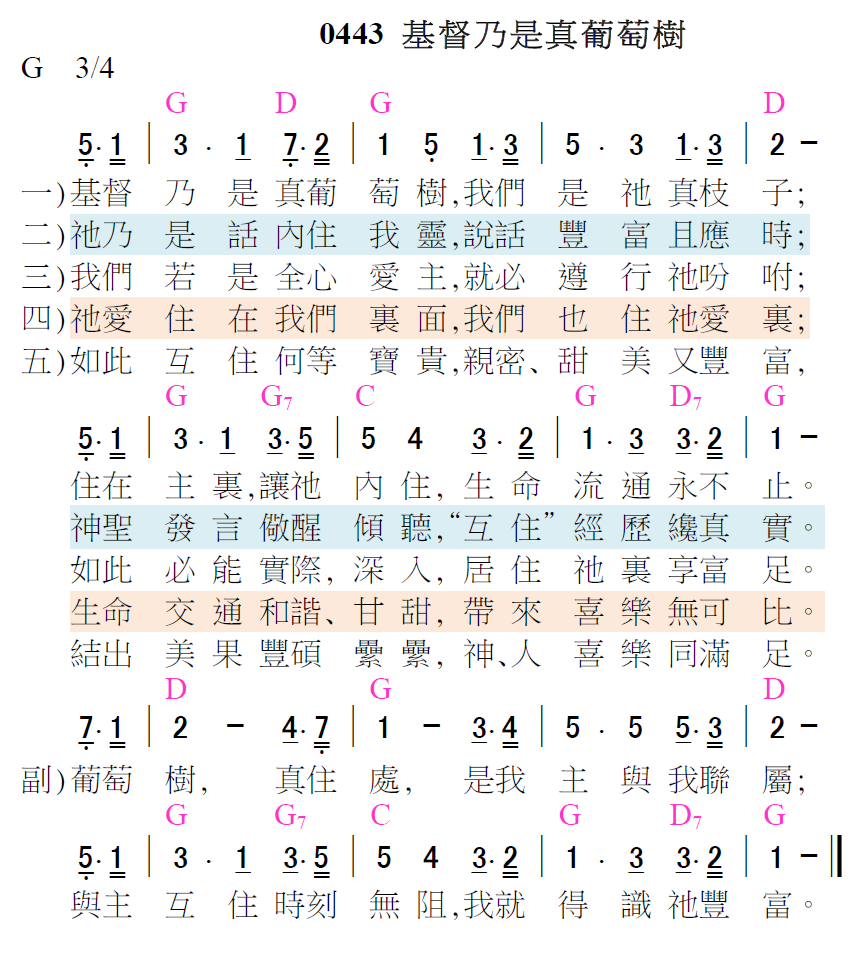 0443 基督乃是真葡萄樹
G 3/4
G D G D
5· 1 | 3 · 1 7· 2 | 1 5 1· 3 | 5 · 3 1· 3 | 2 –
一)基督 乃 是 真葡 萄 樹,我們 是 祂 真枝 子;
二)祂乃 是 話 內住 我 靈,說話 豐 富 且應 時;
三)我們 若 是 全心 愛 主,就必 遵 行 祂吩 咐;
四)祂愛 住 在 我們 裏 面,我們 也 住 祂愛 裏;
五)如此 互 住 何等 寶 貴,親密、甜 美 又豐 富,
G G7 C G D7 G
5· 1 | 3 · 1 3· 5 | 5 4 3· 2 | 1 · 3 3· 2 | 1 –
住在 主 裏,讓祂 內 住, 生 命 流 通 永不 止。
神聖 發 言 儆醒 傾 聽,“互 住” 經 歷 纔真 實。
如此 必 能 實際, 深 入, 居 住 祂 裏 享富 足。
生命 交 通 和諧、甘 甜, 帶 來 喜 樂 無可 比。
結出 美 果 豐碩 纍 纍, 神、人 喜 樂 同滿 足。
D G D
7· 1 | 2 – 4· 7 | 1 – 3· 4 | 5 · 5 5· 3 | 2 –
副)葡萄 樹, 真住 處, 是我 主 與 我聯 屬;
G G7 C G D7 G
5· 1 | 3 · 1 3· 5 | 5 4 3· 2 | 1 · 3 3· 2 | 1 – ‖
與主 互 住 時刻 無 阻,我就 得 識 祂豐 富。